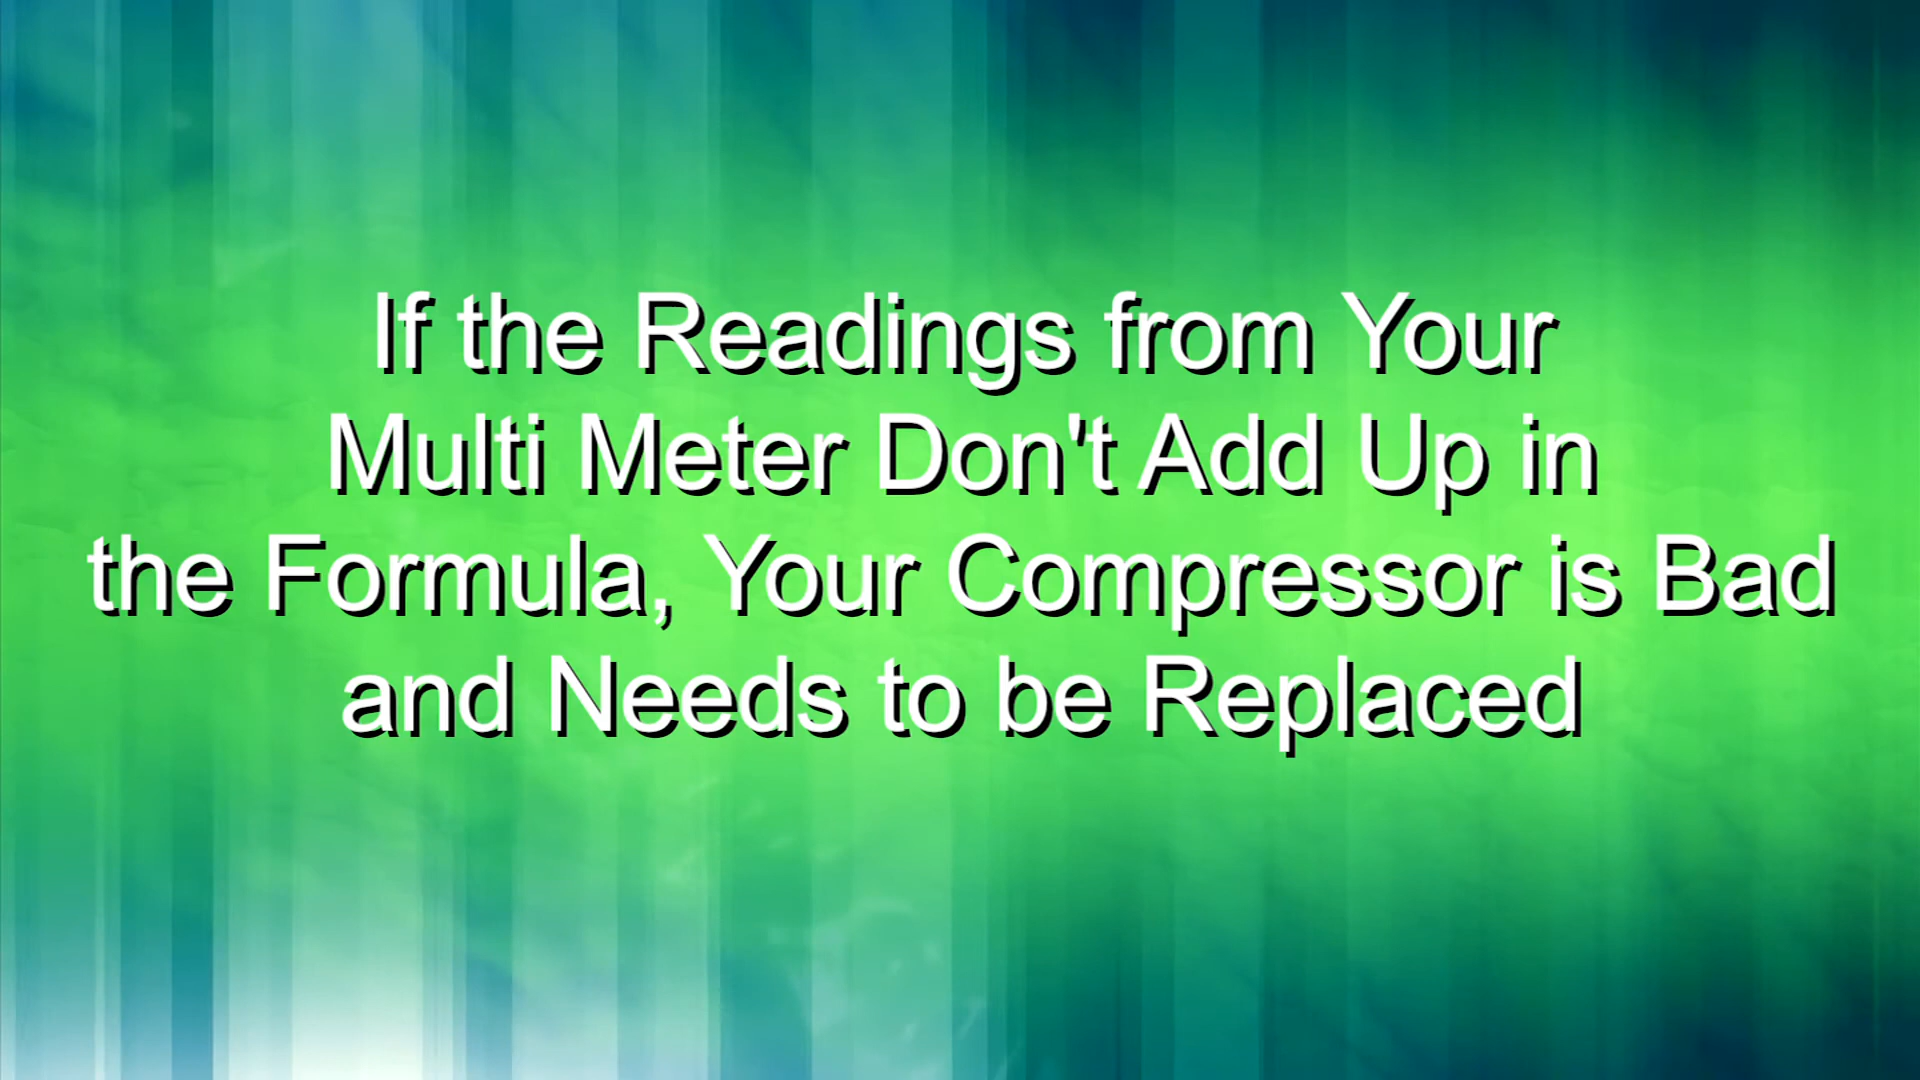 If the Readings from Your
Multi Meter Don't Add Up in
the Formula, Your Compressor is Bad
and Needs to be Replaced